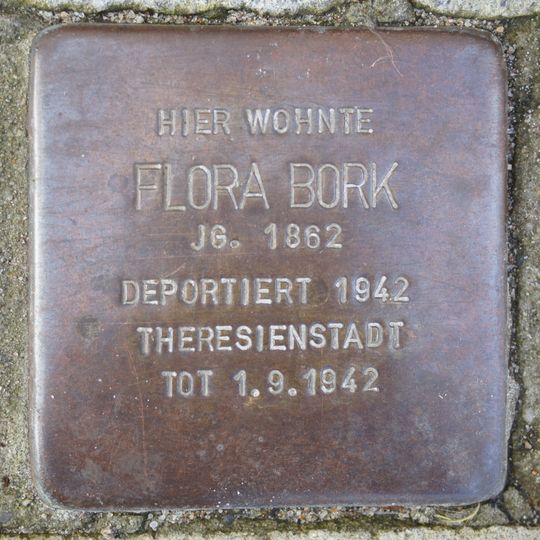 HIER WOHNTE
FLORA BORK
JG. 1862
DEPORTIERT 1942
THERESIENSTADT
TOT 1.9.1942